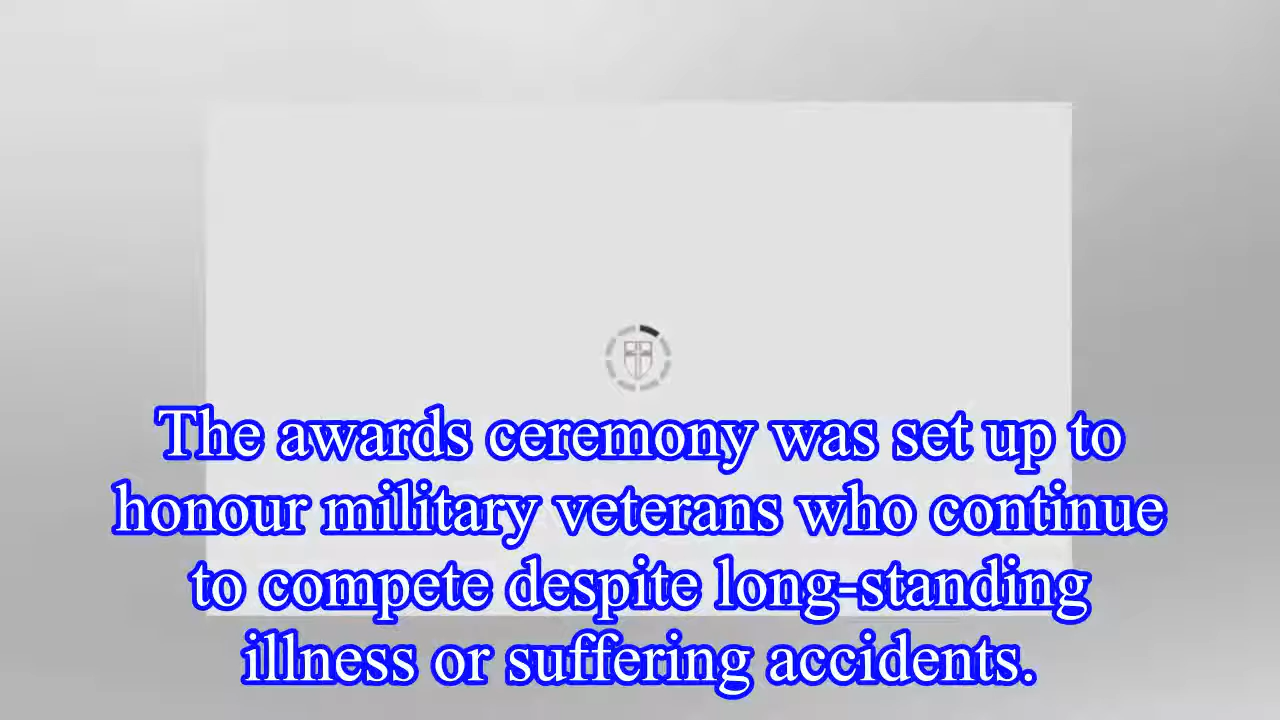 The awards ceremony was set up to
honour military veterans who continue
to compete despite long-standing
illness or suffering accidents.